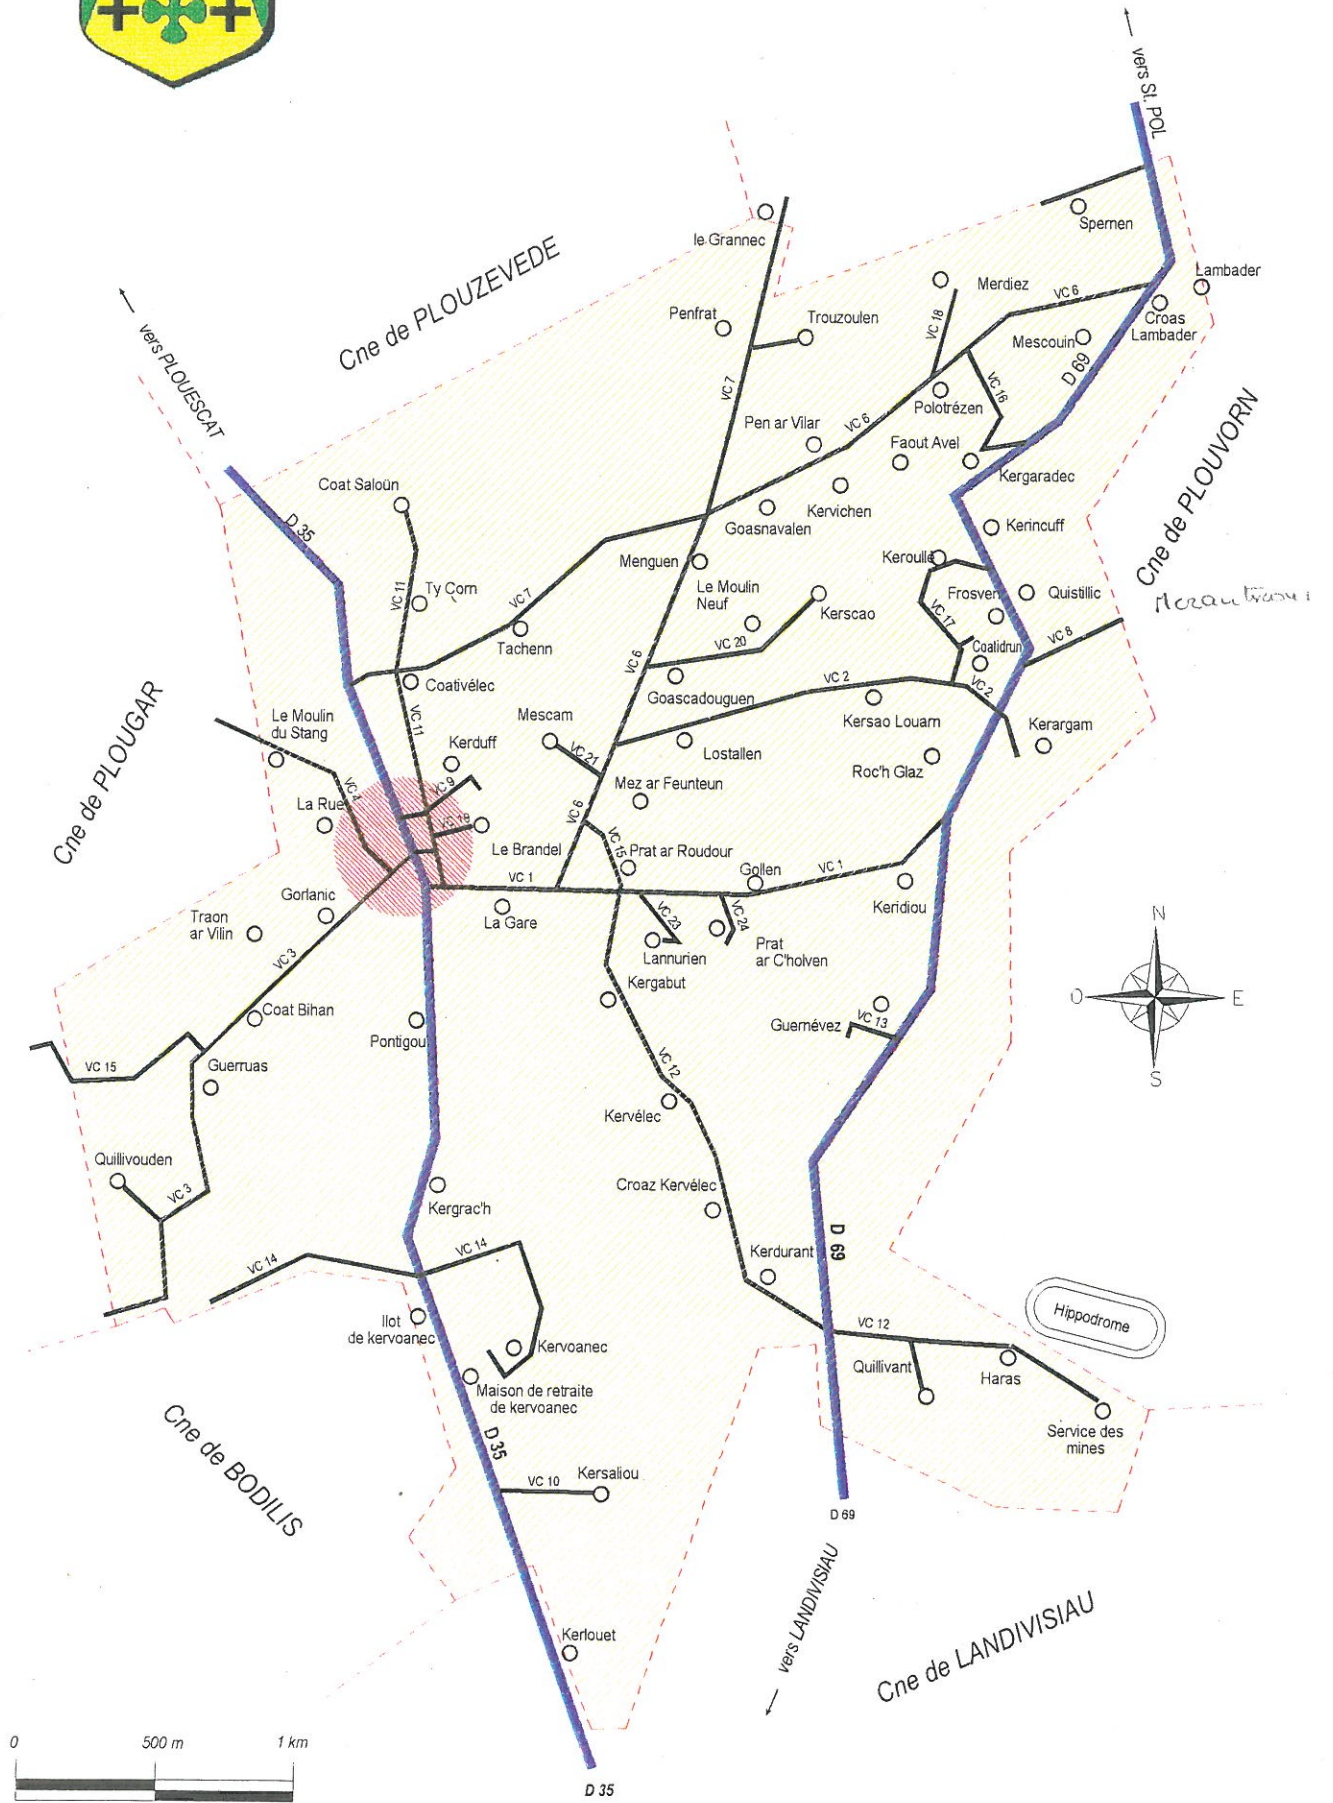 vers St. POL
le Grannec
Spernen
Cne de PLOUZEVEDE
Lambader
Merdiez
VC 6
Croas
Lambader
Penfrat
Trouzoulen
VC 18
Mescouin
vers PLOUESCAT
D 69
VC 7
VC 16
Polotrézen
Pen ar Vilar
VC 6
Faout Avel
Kergaradec
Cne de PLOUVORN
Coat Saloün
Kervichen
Goasnavalen
D 35
Kerincuff
Menguen
Keroullé
Le Moulin
Neuf
Kerscao
Frosven
Quistillic
VC 11
Ty Corn
VC 7
VC 17
VC 8
Tachenn
VC 20
VC 6
Coatidrun
Coativélec
Goascadouguen
VC 2
VC 2
Kersao Louarn
Kerargam
Cne de PLOUGAR
Le Moulin
du Stang
VC 11
Mescam
Lostallen
Kerduff
VC 21
Roc'h Glaz
VC 4
VC 9
Mez ar Feunteun
La Rue
VC 6
VC 19
Le Brandel
VC 15
Prat ar Roudour
VC 1
Gollen
VC 1
Keridiou
Gorlanic
La Gare
VC 23
VC 24
Traon
ar Vilin
Lannurien
Prat
ar C'holven
N
VC 3
Kergabut
O
E
Coat Bihan
Pontigou
Guernévez
VC 13
VC 15
Guerruas
VC 12
S
Kervélec
Quillivouden
VC 3
Croaz Kervélec
Kergrac'h
VC 14
VC 14
Kerdurant
D 69
Ilot
de kervoanec
Hippodrome
VC 12
Kervoanec
Quillivant
Haras
Maison de retraite
de kervoanec
Service des
mines
Cne de BODILIS
D 35
VC 10
Kersaliou
D 69
vers LANDIVISIAU
Cne de LANDIVISIAU
Kerlouet
0
500 m
1 km
D 35